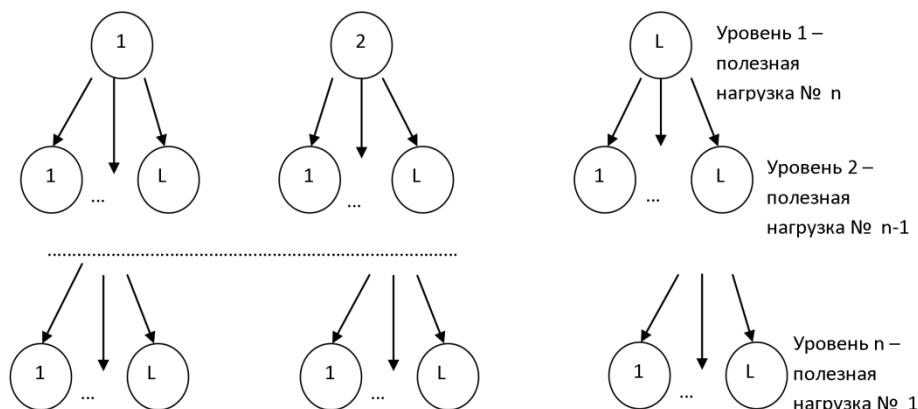 1
2
L
Уровень 1 –
полезная
нагрузка № n
1
...
L
1
...
L
1
...
L
Уровень 2 –
полезная
нагрузка № n-1
1
...
L
1
...
L
1
...
L
Уровень n –
полезная
нагрузка № 1